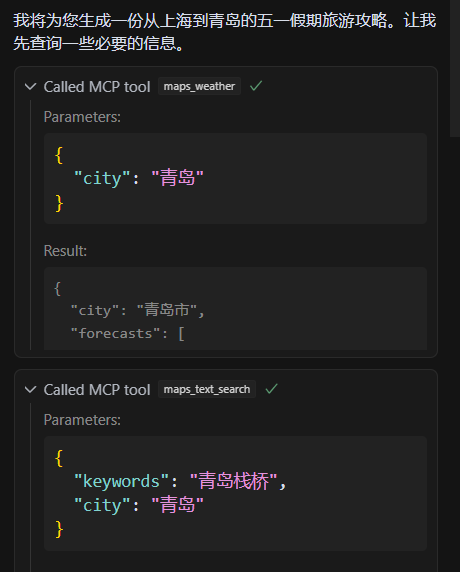 我将为您生成一份从上海到青岛的五一假期旅游攻略。让我
先查询一些必要的信息。
Called MCP tool maps_weather
Parameters:
{
"city": "青岛"
}
Result:
{
"city": "青岛市",
"forecasts": [
Called MCP tool maps_text_search
Parameters:
{
"keywords": "青岛栈桥",
"city": "青岛"
}